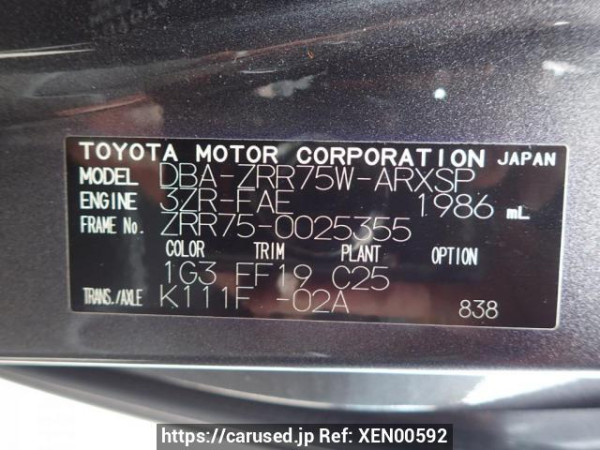 TOYOTA MOTOR CORPORATION JAPAN
MODEL DBA-ZRR75W-ARXSP
ENGINE 3ZR-FAE 1986 mL
FRAME No. ZRR75-0025355
COLOR TRIM PLANT OPTION
1G3 FF19 C25
TRANS./AXLE K111F -02A 838
https://carused.jp Ref: XEN00592